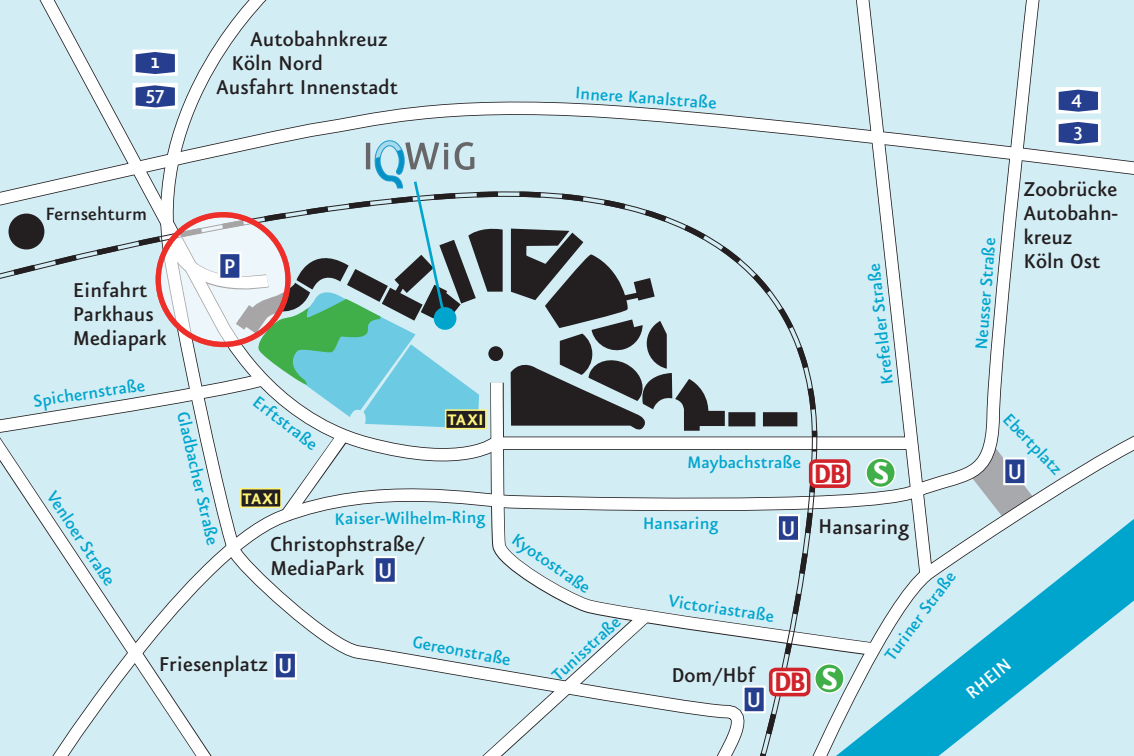 Autobahnkreuz
Köln Nord
Ausfahrt Innenstadt
1
57
Innere Kanalstraße
4
3
IQWiG
Zoobrücke
Autobahn-
kreuz
Köln Ost
Fernsehturm
P
Einfahrt
Parkhaus
Mediapark
Krefelder Straße
Neusser Straße
Spichernstraße
Erftstraße
Gladbacher Straße
TAXI
Maybachstraße
DB
S
Ebertplatz
U
TAXI
Venloer Straße
Kaiser-Wilhelm-Ring
Hansaring
U
Hansaring
Christophstraße/
MediaPark
U
Kyotostraße
Victoriastraße
Turiner Straße
Gereonstraße
Tunisstraße
Friesenplatz
U
Dom/Hbf
U
DB
S
RHEIN